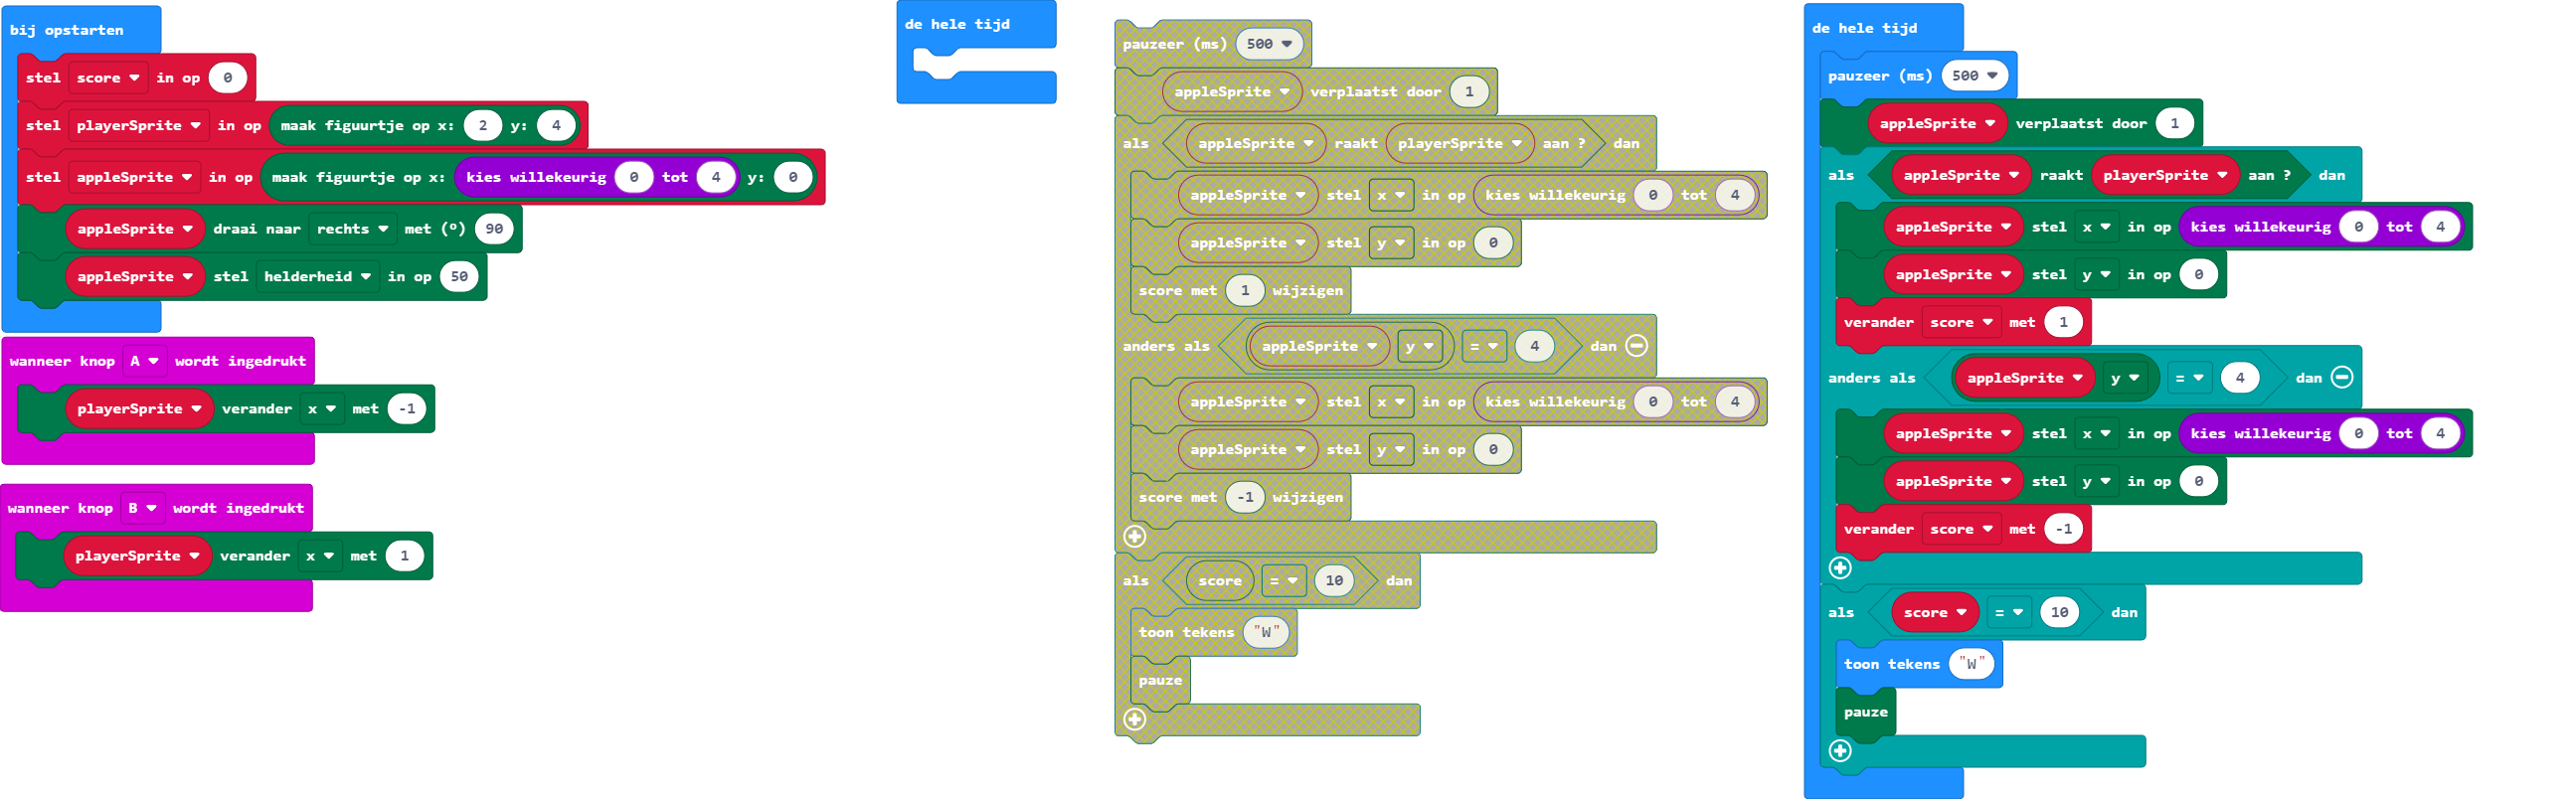 bij opstarten
stel score in op 0
stel playerSprite in op maak figuurtje op x: 2 y: 4
stel appleSprite in op maak figuurtje op x: kies willekeurig 0 tot 4 y: 0
appleSprite draai naar rechts met (º) 90
appleSprite stel helderheid in op 50
wanneer knop A wordt ingedrukt
playerSprite verander x met -1
wanneer knop B wordt ingedrukt
playerSprite verander x met 1
de hele tijd
pauzeer (ms) 500
appleSprite verplaatst door 1
als appleSprite raakt playerSprite aan ? dan
appleSprite stel x in op kies willekeurig 0 tot 4
appleSprite stel y in op 0
score met 1 wijzigen
anders als appleSprite y = 4 dan
appleSprite stel x in op kies willekeurig 0 tot 4
appleSprite stel y in op 0
score met -1 wijzigen
als score = 10 dan
toon tekens "W"
pauze
de hele tijd
pauzeer (ms) 500
appleSprite verplaatst door 1
als appleSprite raakt playerSprite aan ? dan
appleSprite stel x in op kies willekeurig 0 tot 4
appleSprite stel y in op 0
verander score met 1
anders als appleSprite y = 4 dan
appleSprite stel x in op kies willekeurig 0 tot 4
appleSprite stel y in op 0
verander score met -1
als score = 10 dan
toon tekens "W"
pauze